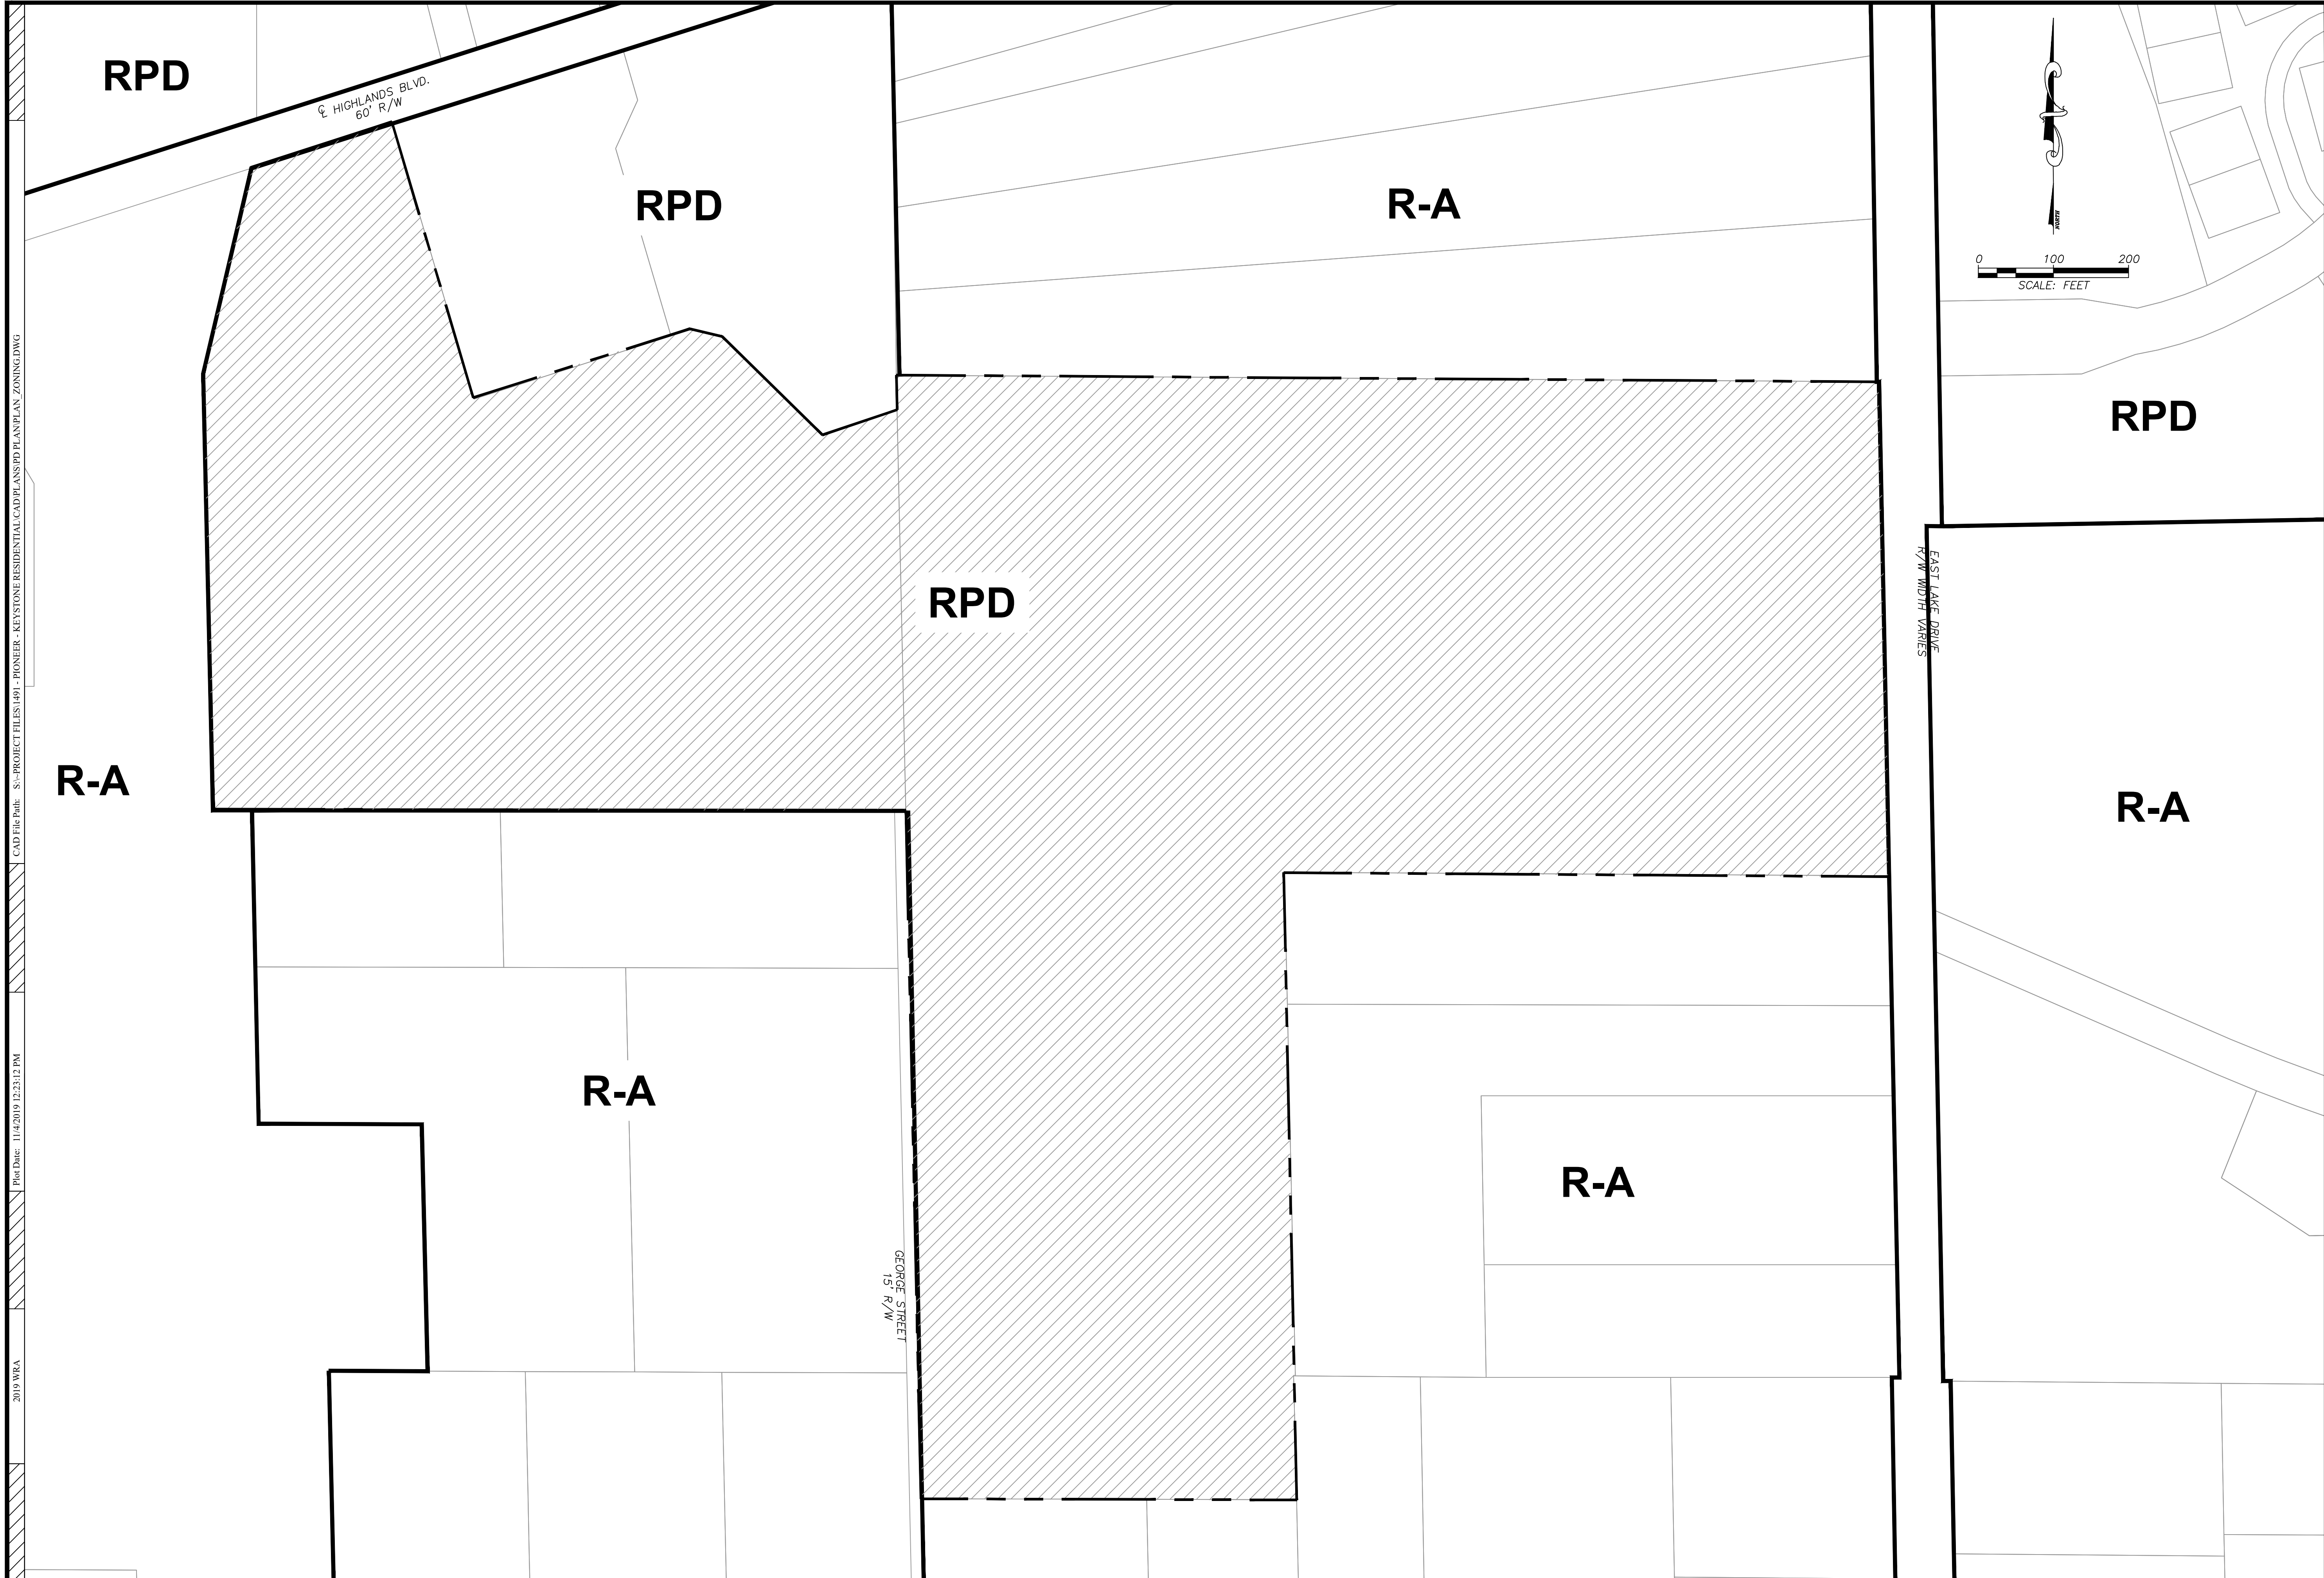 RPD
℄ HIGHLANDS BLVD.
60' R/W
RPD
R-A
NORTH
0 100 200
SCALE: FEET
RPD
EAST LAKE DRIVE
R/W WIDTH VARIES
RPD
R-A
R-A
R-A
R-A
GEORGE STREET
15' R/W
2019 WRA
Plot Date: 11/4/2019 12:23:12 PM
CAD File Path: S:\~PROJECT FILES\1491 - PIONEER - KEYSTONE RESIDENTIAL\CAD\PLANS\PD PLAN\PLAN_ZONING.DWG